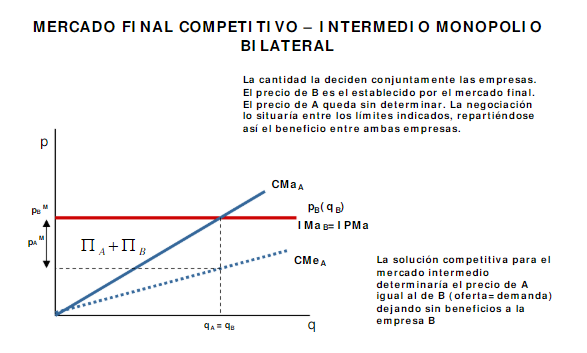 MERCADO FINAL COMPETITIVO – INTERMEDIO MONOPOLIO
BILATERAL
La cantidad la deciden conjuntamente las empresas.
El precio de B es el establecido por el mercado final.
El precio de A queda sin determinar. La negociación
lo situaría entre los límites indicados, repartiéndose
así el beneficio entre ambas empresas.
p
CMaA
pBM
pB(qB)
IMaB=IPMa
pAM
ΠA+ΠB
CMeA
La solución competitiva para el
mercado intermedio
determinaría el precio de A
igual al de B (oferta=demanda)
dejando sin beneficios a la
empresa B
qA = qB
q